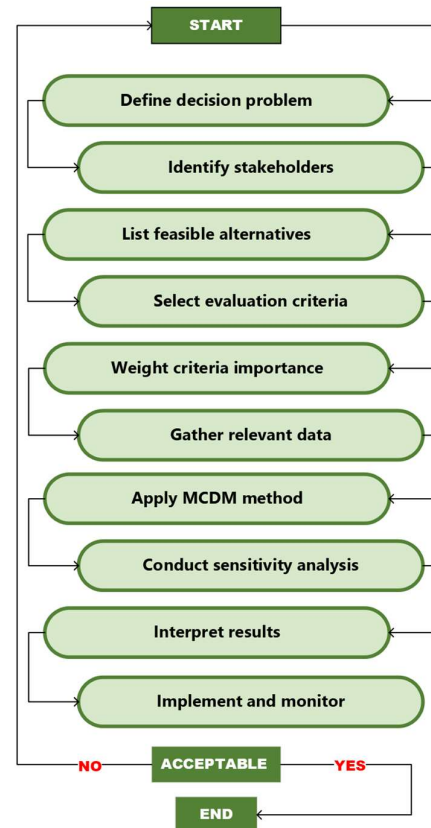 START
Define decision problem
Identify stakeholders
List feasible alternatives
Select evaluation criteria
Weight criteria importance
Gather relevant data
Apply MCDM method
Conduct sensitivity analysis
Interpret results
Implement and monitor
NO ACCEPTABLE YES
END